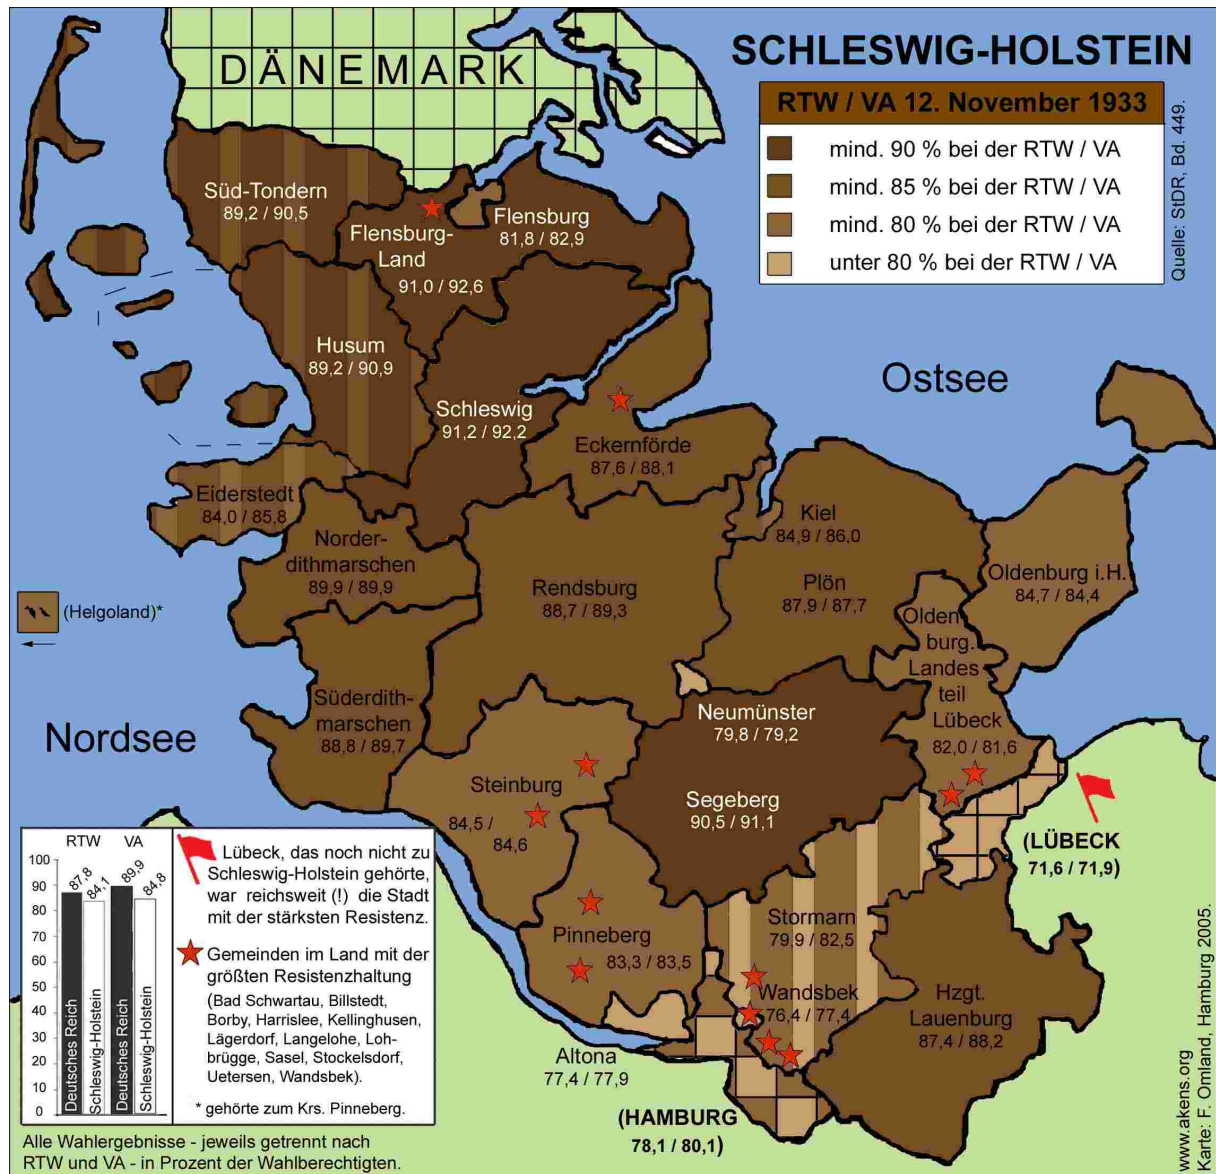 DÄNEMARK
SCHLESWIG-HOLSTEIN
RTW / VA 12. November 1933
mind. 90 % bei der RTW / VA
mind. 85 % bei der RTW / VA
mind. 80 % bei der RTW / VA
unter 80 % bei der RTW / VA
Quelle: StDR, Bd. 449.
Süd-Tondern
89,2 / 90,5
Flensburg
81,8 / 82,9
Flensburg-
Land
91,0 / 92,6
Husum
89,2 / 90,9
Ostsee
Schleswig
91,2 / 92,2
Eckernförde
87,6 / 88,1
Eiderstedt
84,0 / 85,8
Kiel
84,9 / 86,0
Norder-
dithmarschen
89,9 / 89,9
Rendsburg
88,7 / 89,3
Plön
87,9 / 87,7
Oldenburg i.H.
84,7 / 84,4
(Helgoland)*
Olden
burg.
Landes
teil
Lübeck
82,0 / 81,6
Süderdith-
marschen
88,8 / 89,7
Nordsee
Neumünster
79,8 / 79,2
Steinburg
84,5 /
84,6
Segeberg
90,5 / 91,1
(LÜBECK
71,6 / 71,9)
Stormarn
79,9 / 82,5
Pinneberg
83,3 / 83,5
Wandsbek
76,4 / 77,4
Hzgt.
Lauenburg
87,4 / 88,2
Altona
77,4 / 77,9
(HAMBURG
78,1 / 80,1)
RTW VA
100
90
80
70
60
50
40
30
20
10
0
87,8
84,1
89,9
84,8
Deutsches Reich
Schleswig-Holstein
Deutsches Reich
Schleswig-Holstein
Lübeck, das noch nicht zu
Schleswig-Holstein gehörte,
war reichsweit (!) die Stadt
mit der stärksten Resistenz.
Gemeinden im Land mit der
größten Resistenzhaltung
(Bad Schwartau, Billstedt,
Borby, Harrislee, Kellinghusen,
Lägerdorf, Langelohe, Loh-
brügge, Sasel, Stockelsdorf,
Uetersen, Wandsbek).
* gehörte zum Krs. Pinneberg.
Alle Wahlergebnisse - jeweils getrennt nach
RTW und VA - in Prozent der Wahlberechtigten.
www.akens.org
Karte: F. Omland, Hamburg 2005.